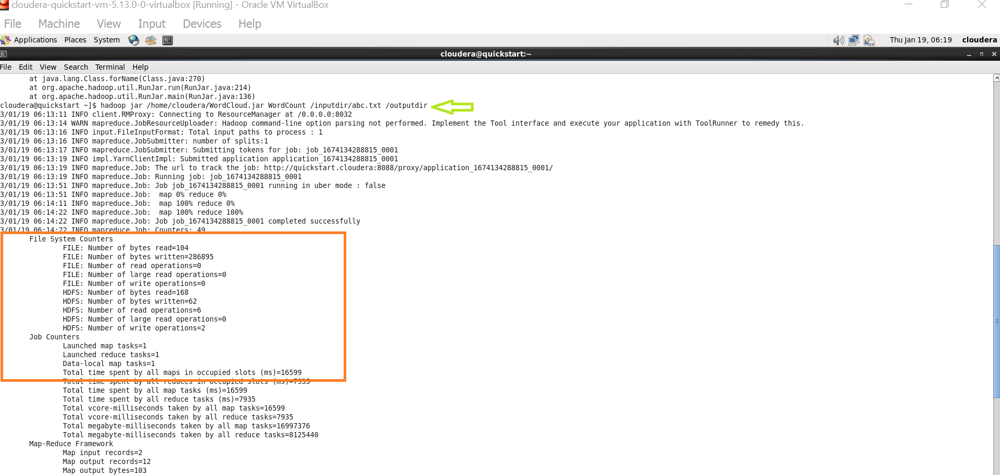 cloudera-quickstart-vm-5.13.0-0-virtualbox [Running] - Oracle VM VirtualBox
File Machine View Input Devices Help
Applications Places System Thu Jan 19, 06:19 cloudera
cloudera@quickstart:~
File Edit View Search Terminal Help
at java.lang.Class.forName(Class.java:270)
at org.apache.hadoop.util.RunJar.run(RunJar.java:214)
at org.apache.hadoop.util.RunJar.main(RunJar.java:136)
cloudera@quickstart ~]$ hadoop jar /home/cloudera/WordCloud.jar WordCount /inputdir/abc.txt /outputdir
3/01/19 06:13:11 INFO client.RMProxy: Connecting to ResourceManager at /0.0.0.0:8032
3/01/19 06:13:14 WARN mapreduce.JobResourceUploader: Hadoop command-line option parsing not performed. Implement the Tool interface and execute your application with ToolRunner to remedy this.
3/01/19 06:13:16 INFO input.FileInputFormat: Total input paths to process : 1
3/01/19 06:13:16 INFO mapreduce.JobSubmitter: number of splits:1
3/01/19 06:13:17 INFO mapreduce.JobSubmitter: Submitting tokens for job: job_1674134288815_0001
3/01/19 06:13:19 INFO impl.YarnClientImpl: Submitted application application_1674134288815_0001
3/01/19 06:13:19 INFO mapreduce.Job: The url to track the job: http://quickstart.cloudera:8088/proxy/application_1674134288815_0001/
3/01/19 06:13:19 INFO mapreduce.Job: Running job: job_1674134288815_0001
3/01/19 06:13:51 INFO mapreduce.Job: Job job_1674134288815_0001 running in uber mode : false
3/01/19 06:13:51 INFO mapreduce.Job:  map 0% reduce 0%
3/01/19 06:14:11 INFO mapreduce.Job:  map 100% reduce 0%
3/01/19 06:14:22 INFO mapreduce.Job:  map 100% reduce 100%
3/01/19 06:14:22 INFO mapreduce.Job: Job job_1674134288815_0001 completed successfully
3/01/19 06:14:22 INFO mapreduce.Job: Counters: 49
File System Counters
FILE: Number of bytes read=104
FILE: Number of bytes written=286895
FILE: Number of read operations=0
FILE: Number of large read operations=0
FILE: Number of write operations=0
HDFS: Number of bytes read=168
HDFS: Number of bytes written=62
HDFS: Number of read operations=6
HDFS: Number of large read operations=0
HDFS: Number of write operations=2
Job Counters
Launched map tasks=1
Launched reduce tasks=1
Data-local map tasks=1
Total time spent by all maps in occupied slots (ms)=16599
Total time spent by all reduces in occupied slots (ms)=7935
Total time spent by all map tasks (ms)=16599
Total time spent by all reduce tasks (ms)=7935
Total vcore-milliseconds taken by all map tasks=16599
Total vcore-milliseconds taken by all reduce tasks=7935
Total megabyte-milliseconds taken by all map tasks=16997376
Total megabyte-milliseconds taken by all reduce tasks=8125440
Map-Reduce Framework
Map input records=2
Map output records=12
Map output bytes=103